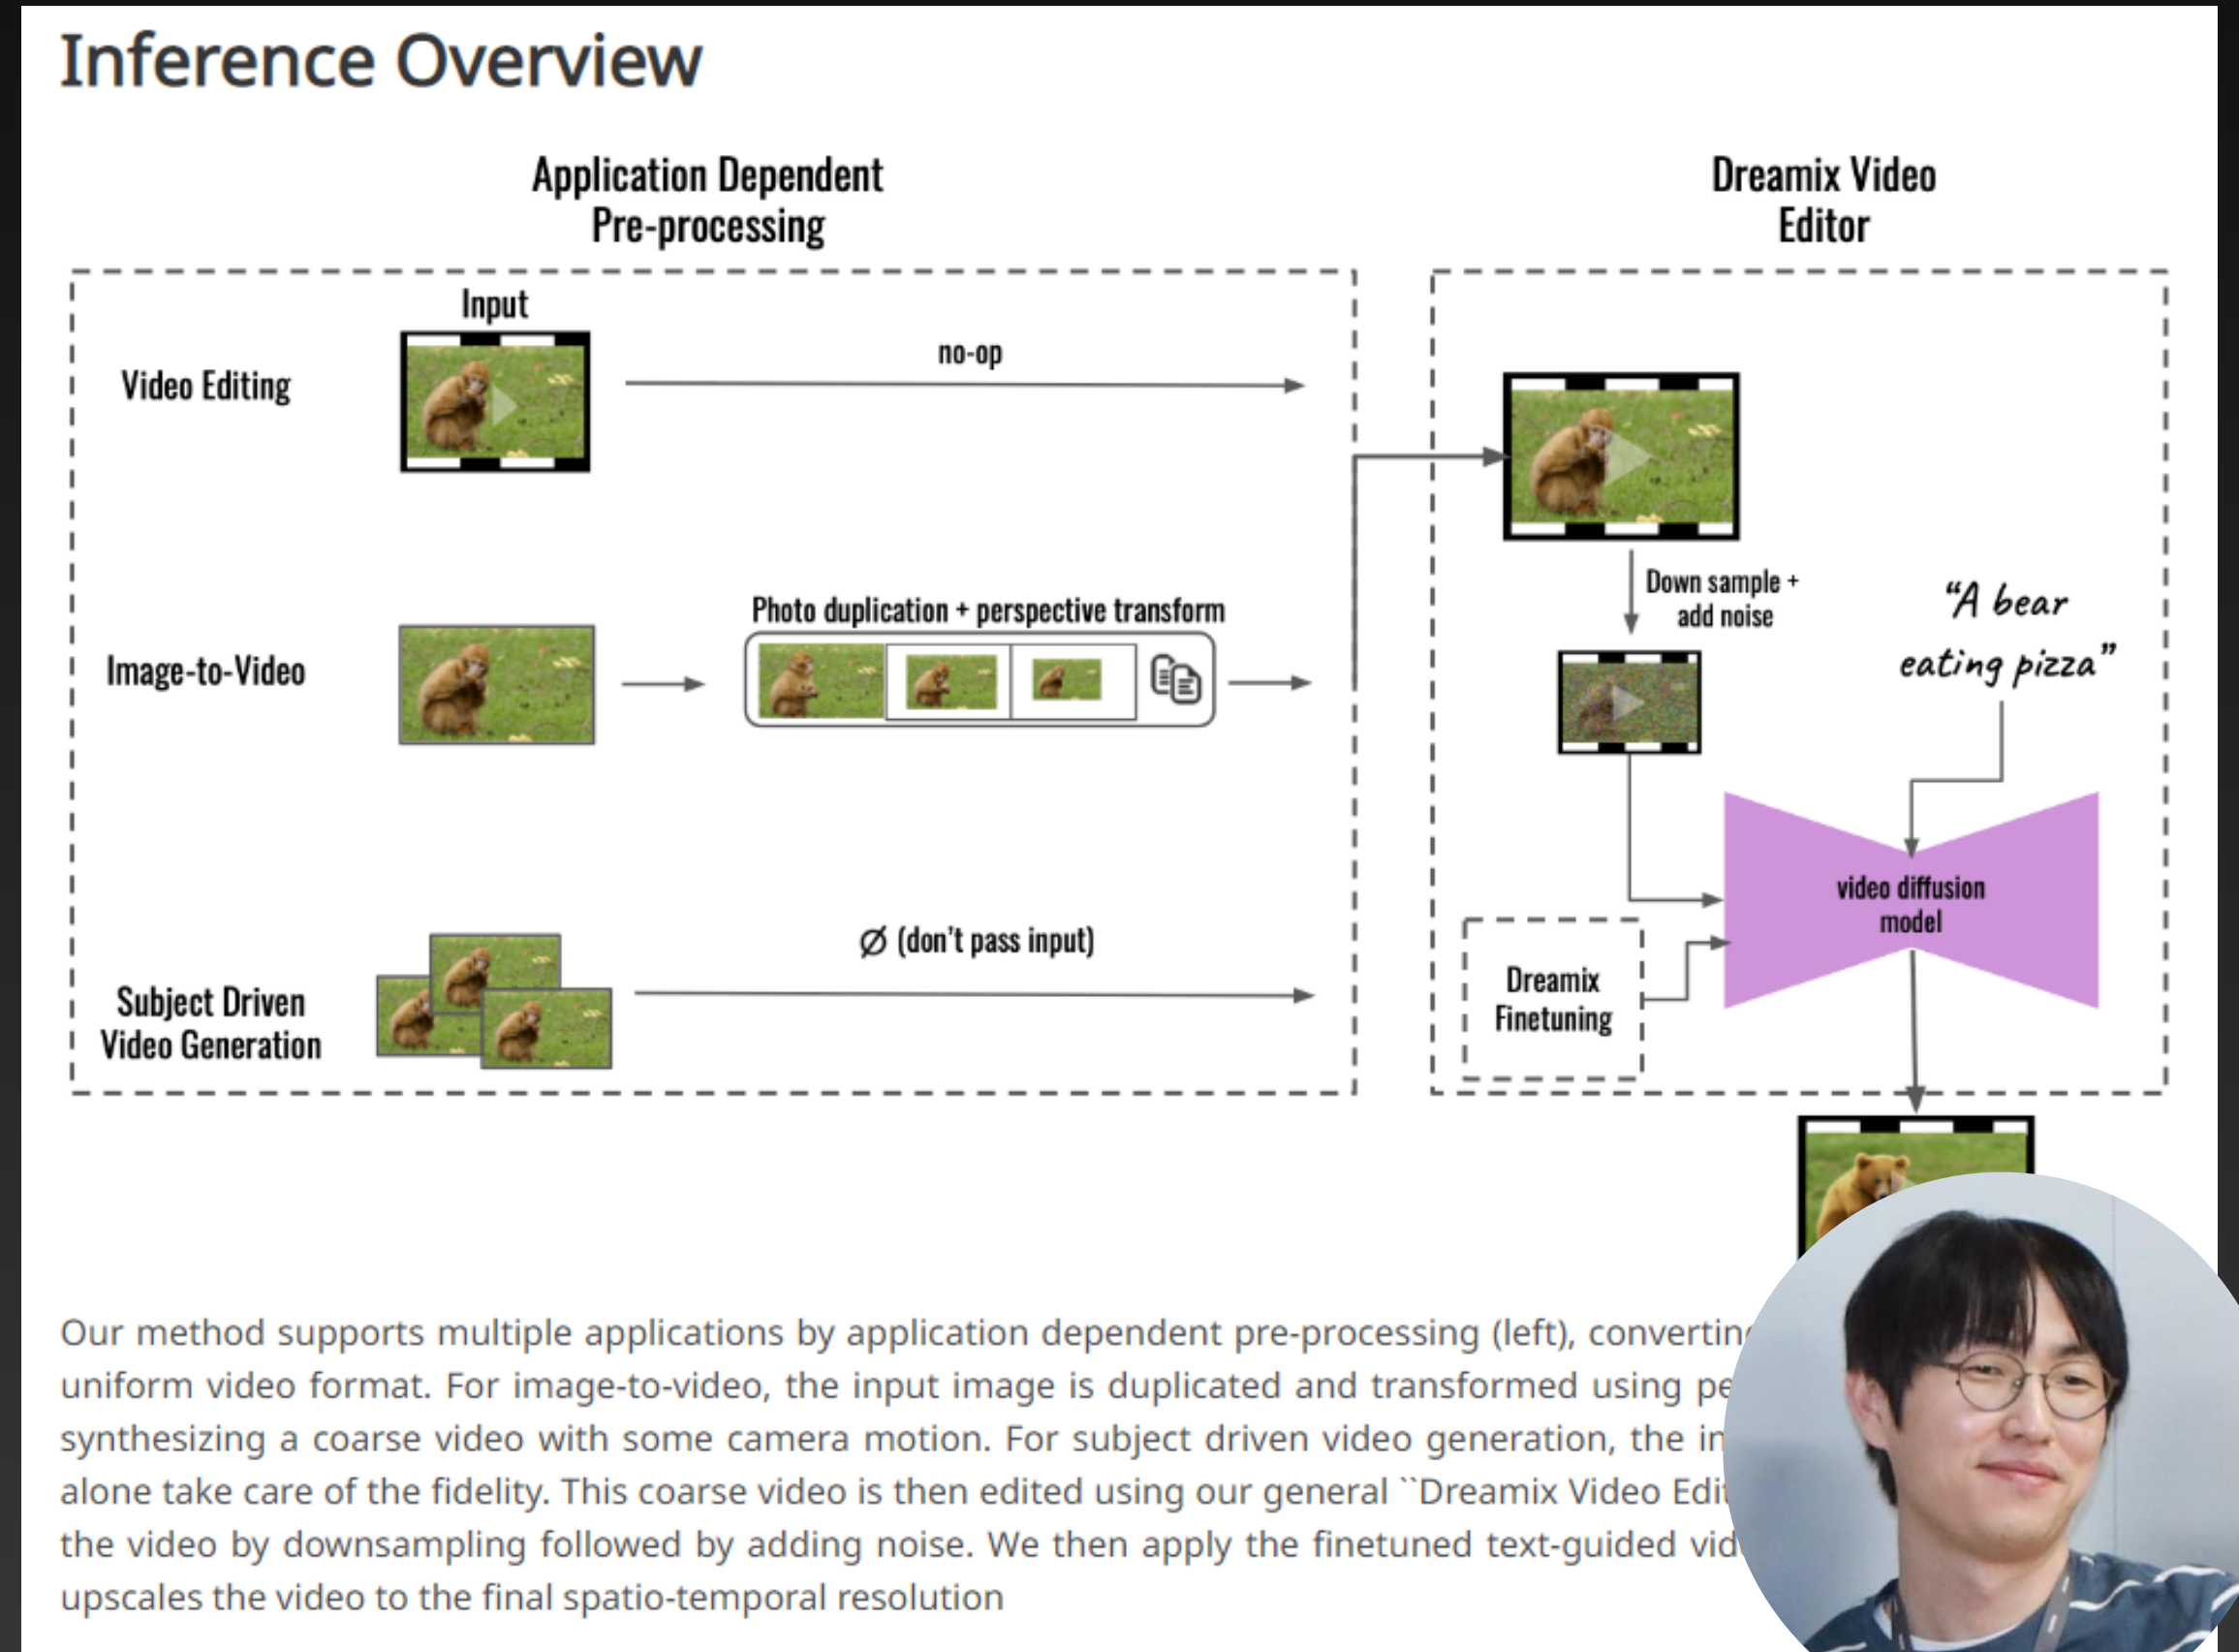 Inference Overview
Application Dependent
Pre-processing
Dreamix Video
Editor
Input
Video Editing
no-op
Image-to-Video
Photo duplication + perspective transform
Subject Driven
Video Generation
Ø (don't pass input)
Down sample +
add noise
“A bear
eating pizza”
video diffusion
model
Dreamix
Finetuning
Our method supports multiple applications by application dependent pre-processing (left), converting
uniform video format. For image-to-video, the input image is duplicated and transformed using
synthesizing a coarse video with some camera motion. For subject driven video generation, the
alone take care of the fidelity. This coarse video is then edited using our general ``Dreamix Video
the video by downsampling followed by adding noise. We then apply the finetuned text-guided
upscales the video to the final spatio-temporal resolution